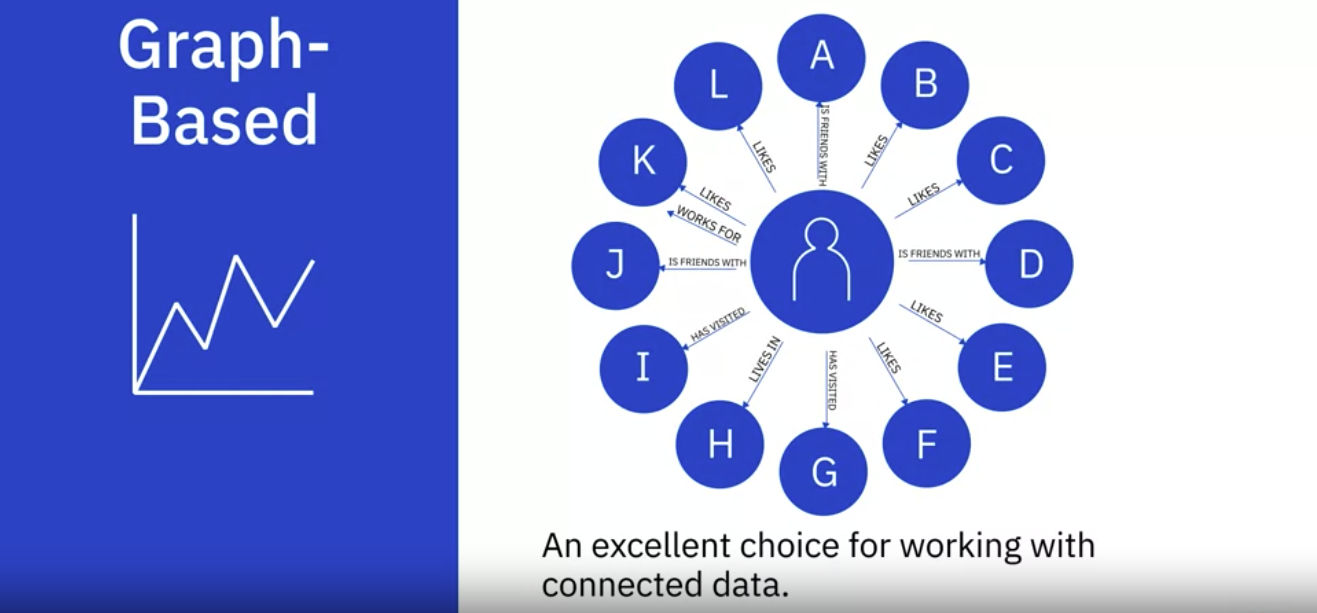 Graph-
Based
A
B
C
D
E
F
G
H
I
J
K
L
IS FRIENDS WITH
LIKES
LIKES
IS FRIENDS WITH
LIKES
LIKES
HAS VISITED
LIVES IN
HAS VISITED
IS FRIENDS WITH
WORKS FOR
LIKES
LIKES
An excellent choice for working with
connected data.